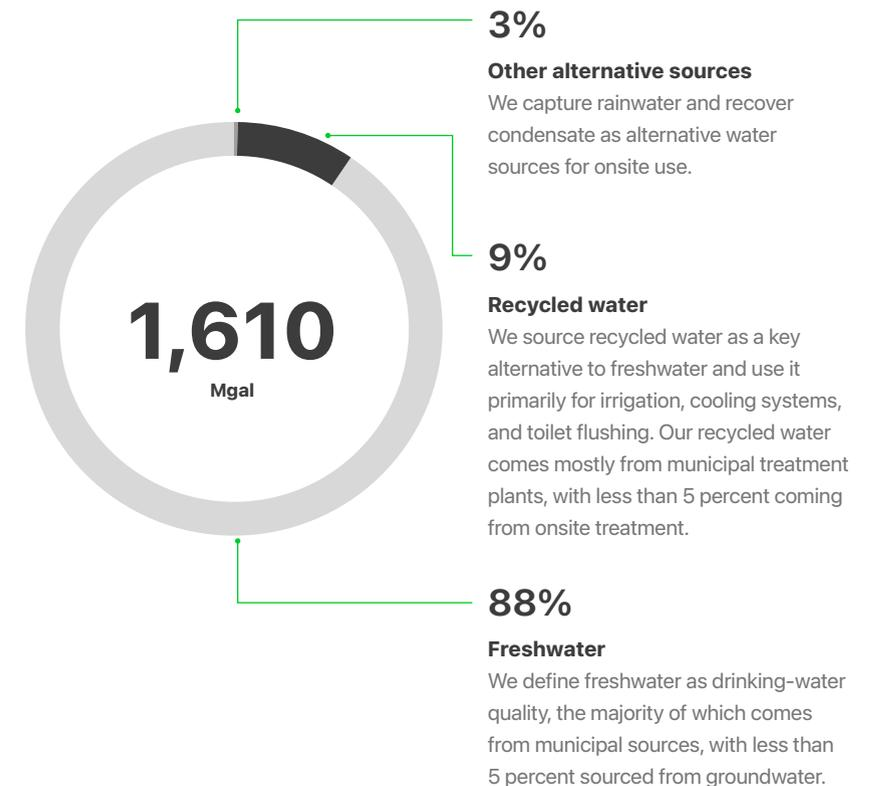 3%
Other alternative sources
We capture rainwater and recover
condensate as alternative water
sources for onsite use.
9%
Recycled water
We source recycled water as a key
alternative to freshwater and use it
primarily for irrigation, cooling systems,
and toilet flushing. Our recycled water
comes mostly from municipal treatment
plants, with less than 5 percent coming
from onsite treatment.
1,610
Mgal
88%
Freshwater
We define freshwater as drinking-water
quality, the majority of which comes
from municipal sources, with less than
5 percent sourced from groundwater.